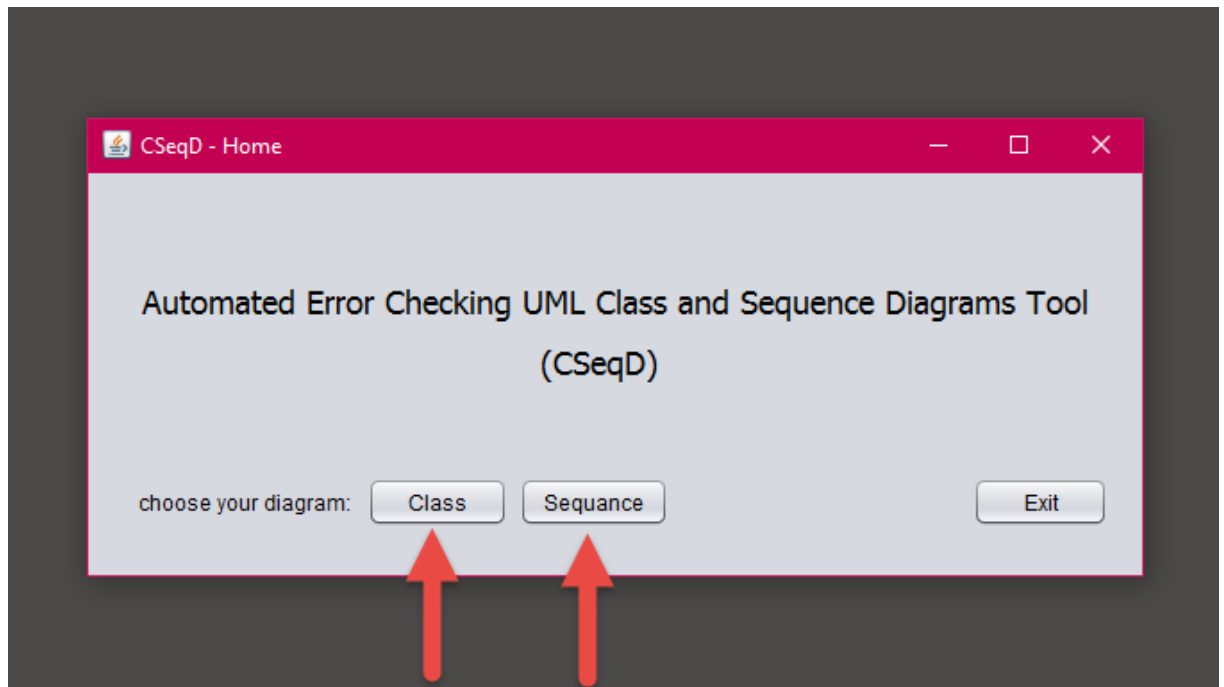 CSeqD - Home
Automated Error Checking UML Class and Sequence Diagrams Tool
(CSeqD)
choose your diagram: Class Sequance Exit